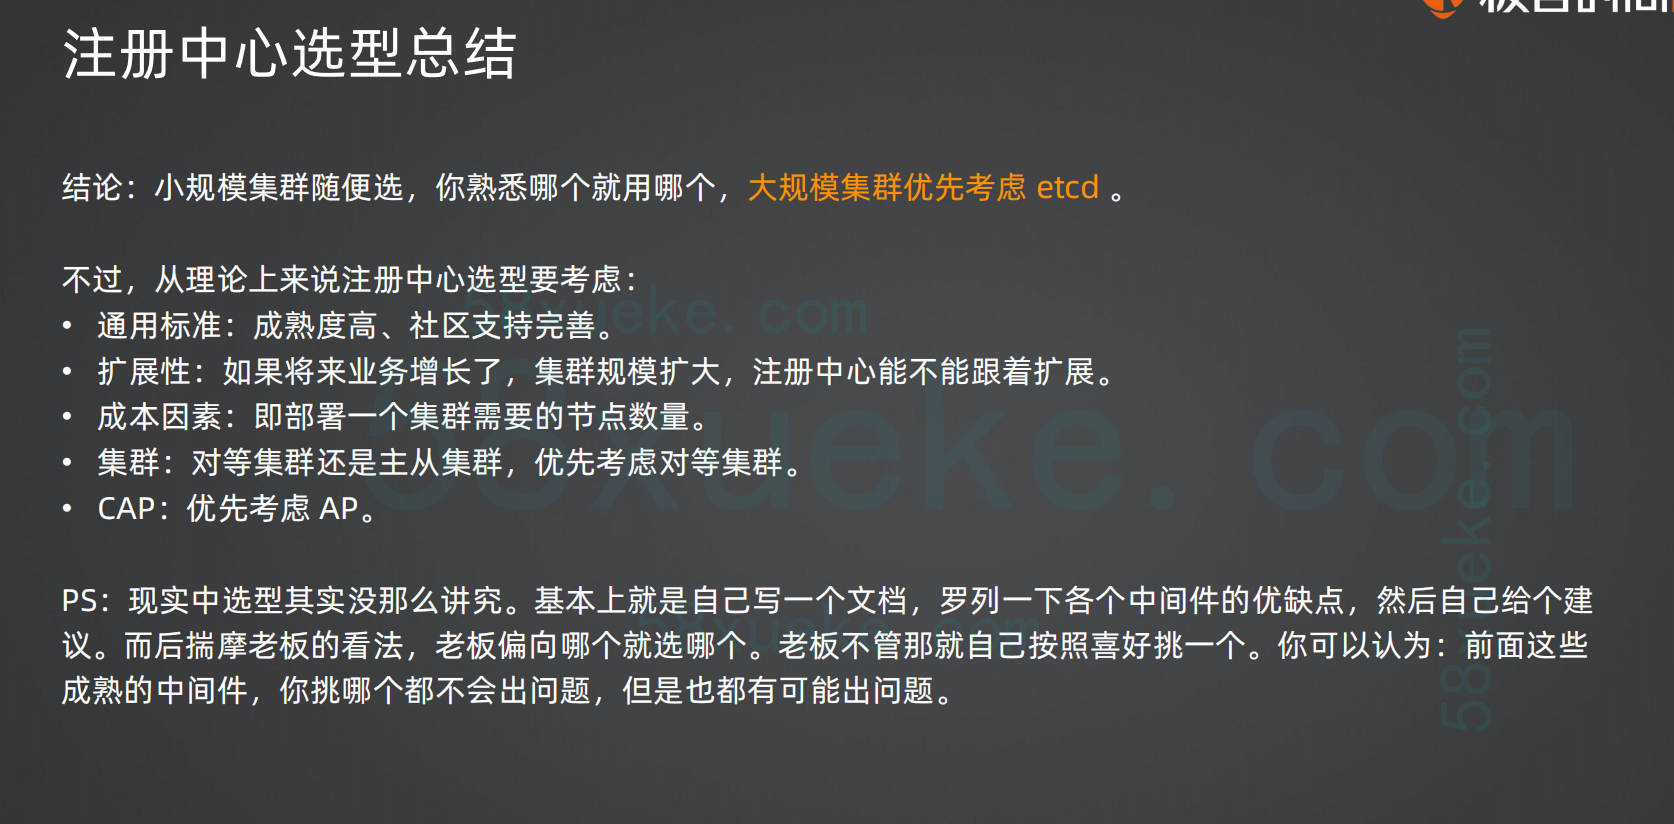 注册中心选型总结
结论：小规模集群随便选，你熟悉哪个就用哪个，大规模集群优先考虑 etcd 。
不过，从理论上来说注册中心选型要考虑：
• 通用标准：成熟度高、社区支持完善。
• 扩展性：如果将来业务增长了，集群规模扩大，注册中心能不能跟着扩展。
• 成本因素：即部署一个集群需要的节点数量。
• 集群：对等集群还是主从集群，优先考虑对等集群。
• CAP：优先考虑 AP。
PS：现实中选型其实没那么讲究。基本上就是自己写一个文档，罗列一下各个中间件的优缺点，然后自己给个建
议。而后揣摩老板的看法，老板偏向哪个就选哪个。老板不管那就自己按照喜好挑一个。你可以认为：前面这些
成熟的中间件，你挑哪个都不会出问题，但是也都有可能出问题。
58xueke.com
58xueke.com
58xueke.com
58xueke.com